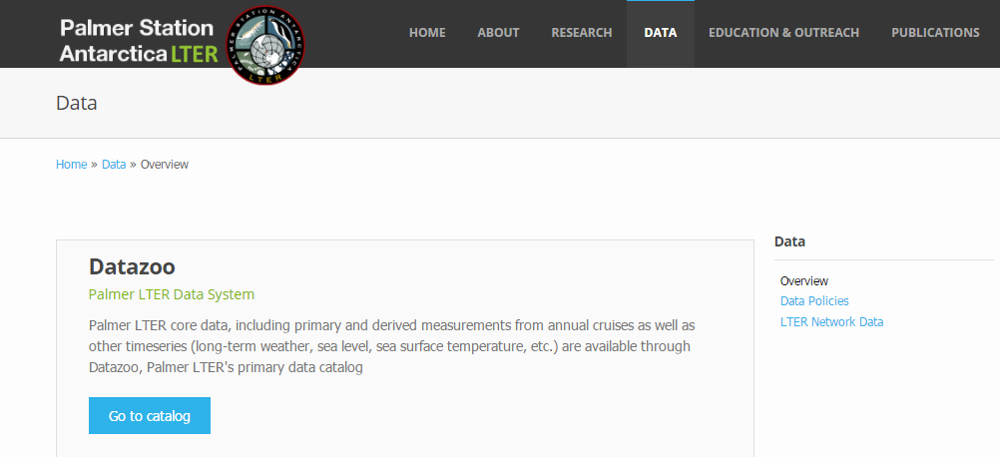 Palmer Station
Antarctica LTER
PALMER STATION ANTARCTICA
LTER
HOME ABOUT RESEARCH DATA EDUCATION & OUTREACH PUBLICATIONS
Data
Home » Data » Overview
Datazoo
Palmer LTER Data System
Palmer LTER core data, including primary and derived measurements from annual cruises as well as
other timeseries (long-term weather, sea level, sea surface temperature, etc.) are available through
Datazoo, Palmer LTER's primary data catalog
Go to catalog
Data
Overview
Data Policies
LTER Network Data